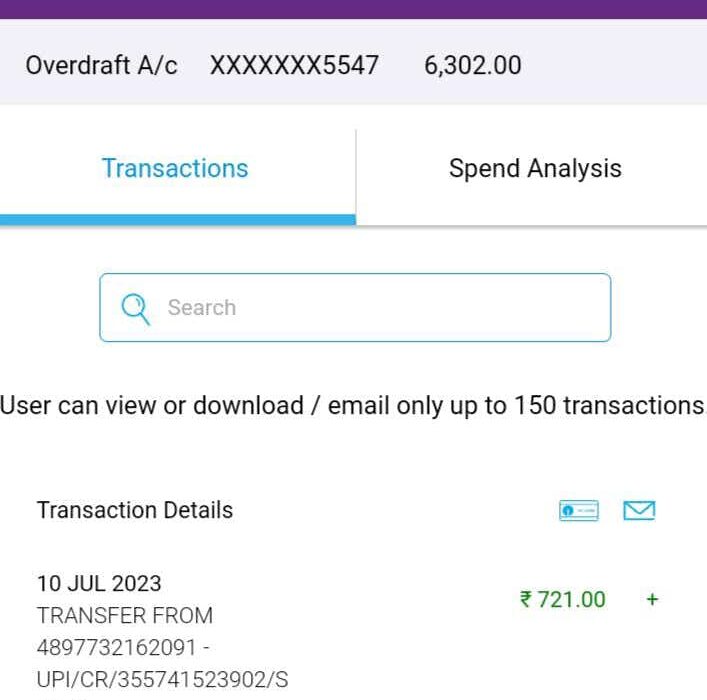 Overdraft A/c XXXXXXX5547 6,302.00
Transactions Spend Analysis
Search
User can view or download / email only up to 150 transactions.
Transaction Details
10 JUL 2023
₹ 721.00 +
TRANSFER FROM
4897732162091 -
UPI/CR/355741523902/S